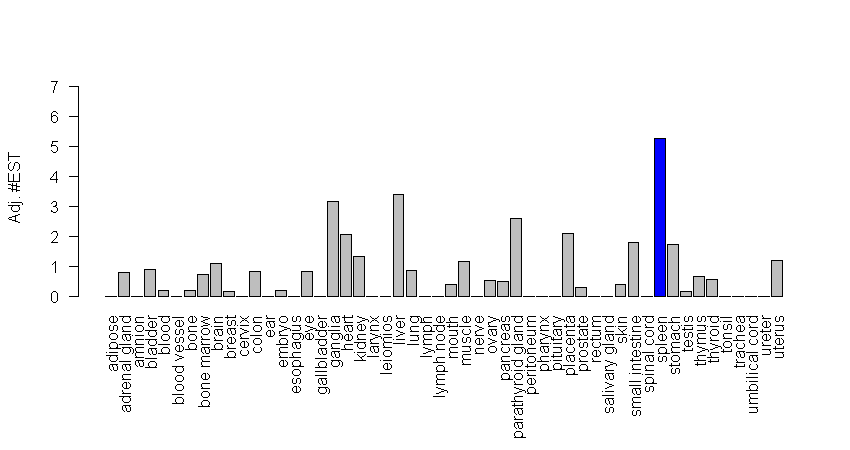 Adj. #EST
7
6
5
4
3
2
1
0
adipose
adrenal gland
amnion
bladder
blood
blood vessel
bone
bone marrow
brain
breast
cervix
colon
ear
embryo
esophagus
eye
gallbladder
ganglia
heart
kidney
larynx
leiomios
liver
lung
lymph
lymph node
mouth
muscle
nerve
ovary
pancreas
parathyroid gland
peritoneum
pharynx
pituitary
placenta
prostate
rectum
salivary gland
skin
small intestine
spinal cord
spleen
stomach
testis
thymus
thyroid
tonsil
trachea
umbilical cord
ureter
uterus